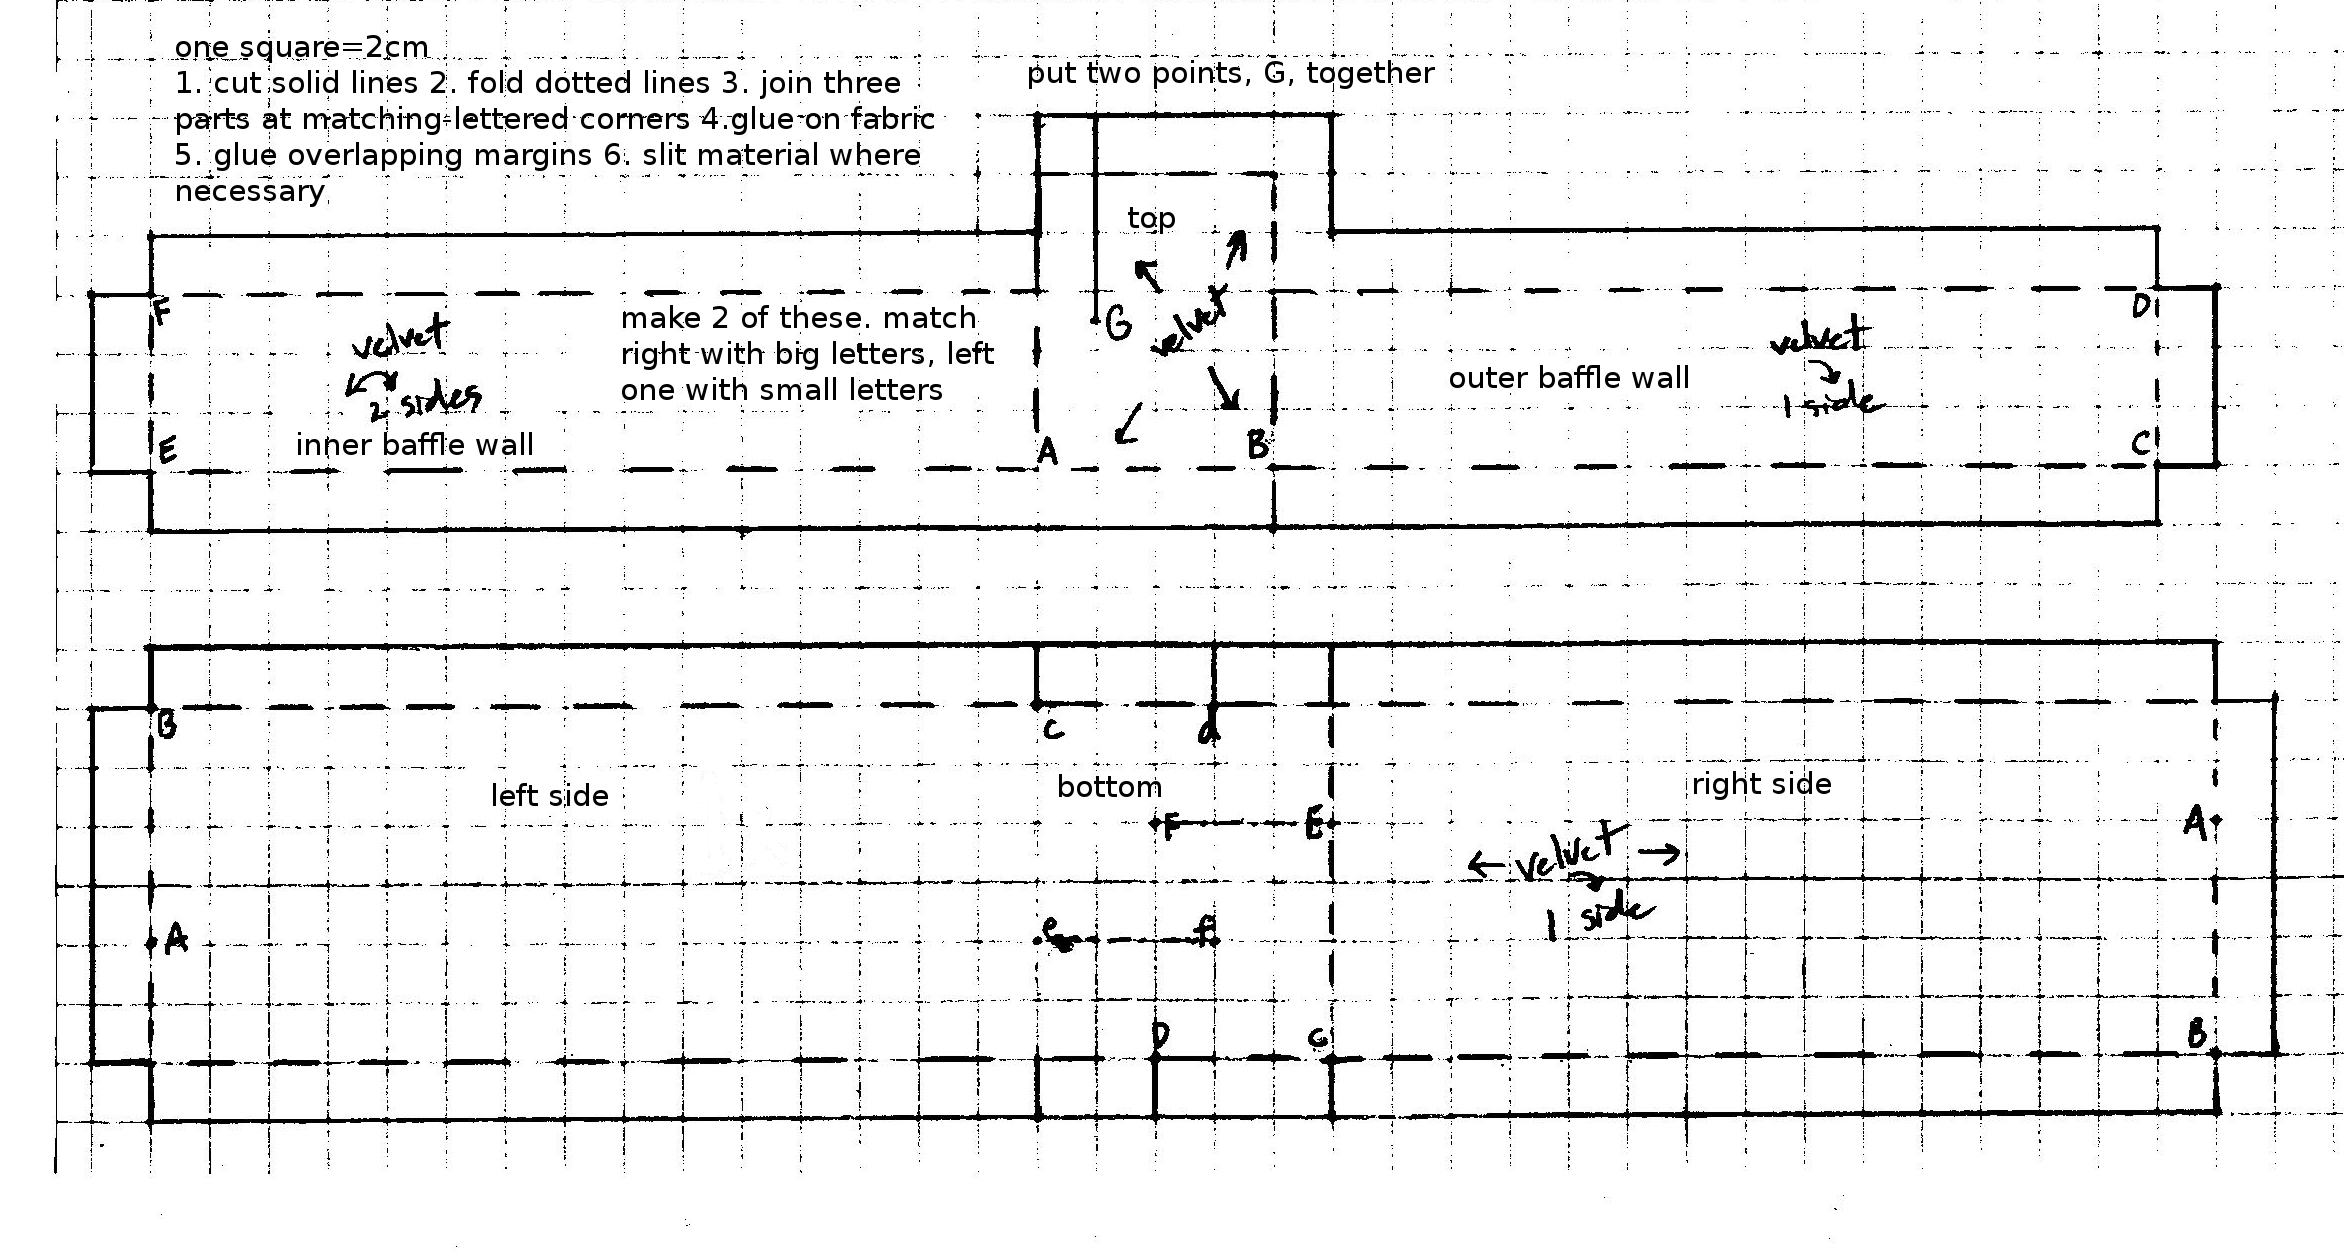 one square=2cm
1. cut solid lines 2. fold dotted lines 3. join three
parts at matching-lettered corners 4.glue on fabric
5. glue overlapping margins 6. slit material where
necessary
put two points, G, together
top
F
D
G
velvet
2 sides
make 2 of these. match
right with big letters, left
one with small letters
velvet
outer baffle wall
velvet
1 side
E
inner baffle wall
A
B
C
B
c
d
left side
bottom
right side
F
E
A
velvet
1 side
A
e
f
D
C
B